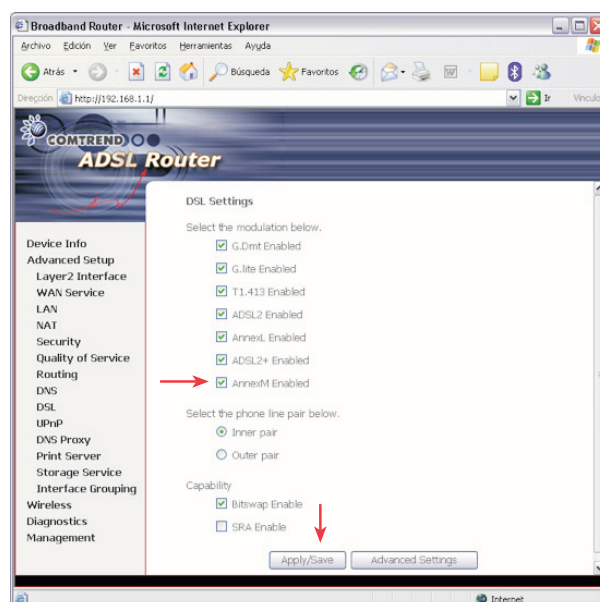 Broadband Router - Microsoft Internet Explorer
Archivo Edición Ver Favoritos Herramientas Ayuda
Atrás Búsqueda Favoritos
Dirección http://192.168.1.1/ Ir Vínculo
COMTREND
ADSL Router
Device Info
Advanced Setup
Layer2 Interface
WAN Service
LAN
NAT
Security
Quality of Service
Routing
DNS
DSL
UPnP
DNS Proxy
Print Server
Storage Service
Interface Grouping
Wireless
Diagnostics
Management
DSL Settings
Select the modulation below.
G.Dmt Enabled
G.lite Enabled
T1.413 Enabled
ADSL2 Enabled
AnnexL Enabled
ADSL2+ Enabled
AnnexM Enabled
Select the phone line pair below.
Inner pair
Outer pair
Capability
Bitswap Enable
SRA Enable
Apply/Save Advanced Settings
Internet